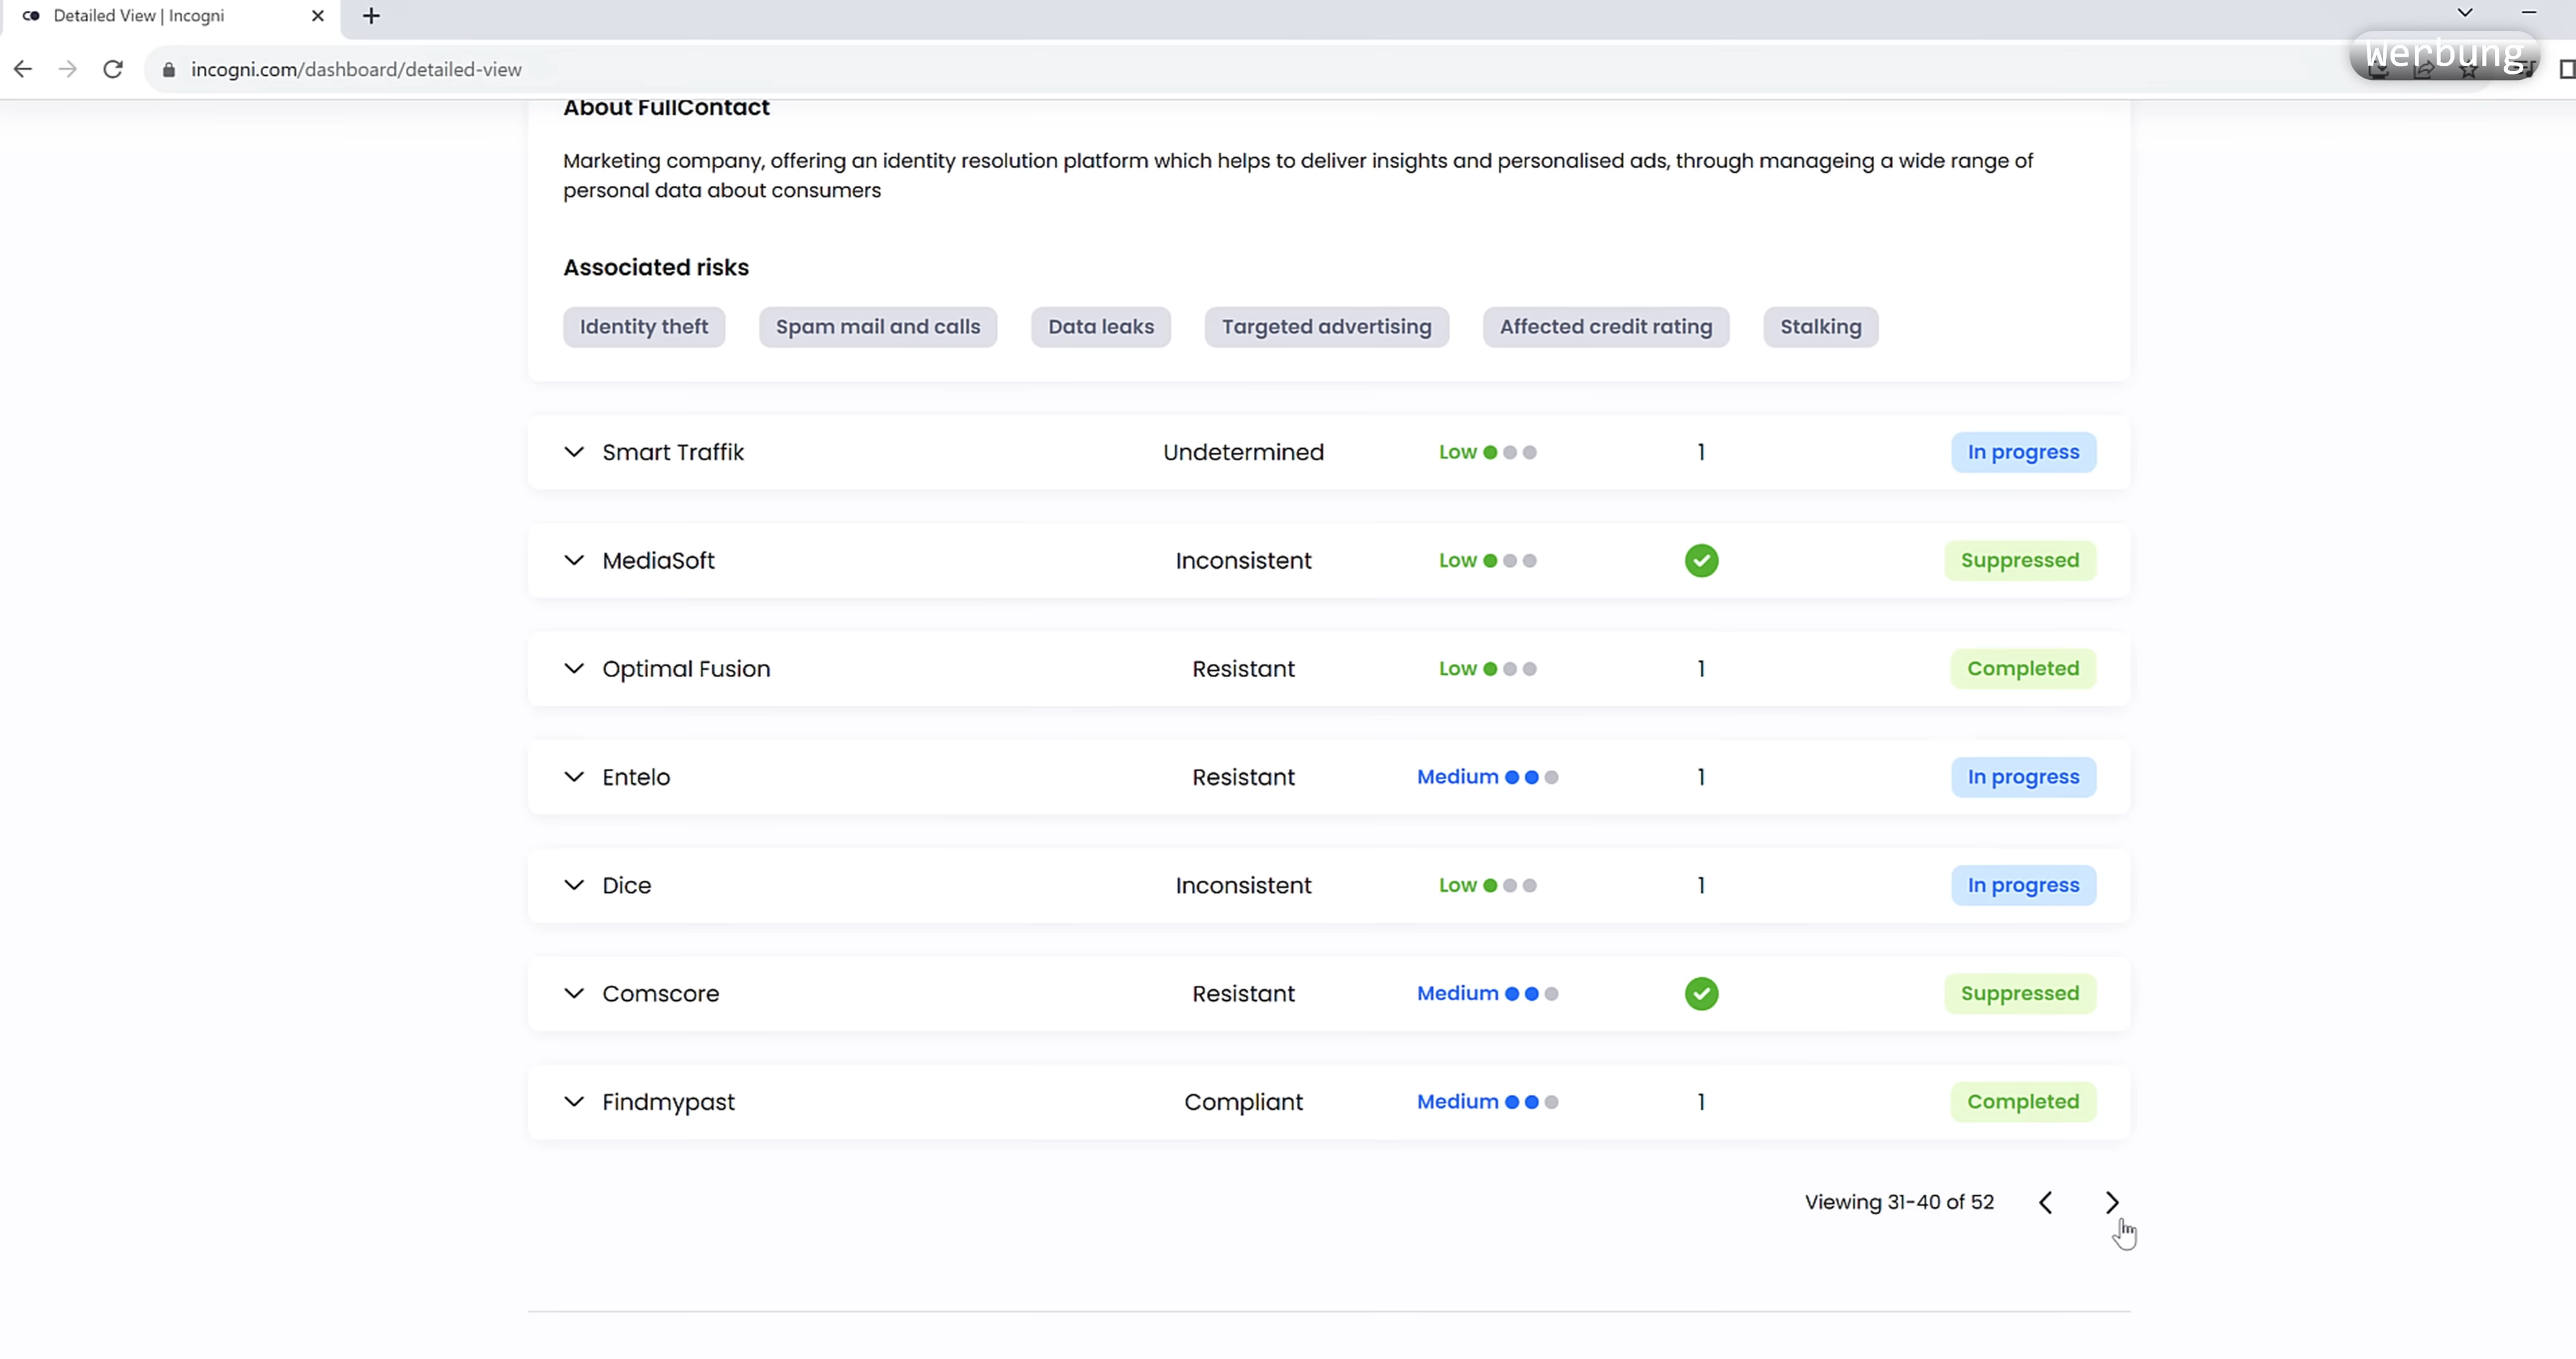 Detailed View | Incogni
Werbung
incogni.com/dashboard/detailed-view
About FullContact
Marketing company, offering an identity resolution platform which helps to deliver insights and personalised ads, through manageing a wide range of
personal data about consumers
Associated risks
Identity theft Spam mail and calls Data leaks Targeted advertising Affected credit rating Stalking
Smart Traffik Undetermined Low 1 In progress
MediaSoft Inconsistent Low Suppressed
Optimal Fusion Resistant Low 1 Completed
Entelo Resistant Medium 1 In progress
Dice Inconsistent Low 1 In progress
Comscore Resistant Medium Suppressed
Findmypast Compliant Medium 1 Completed
Viewing 31-40 of 52